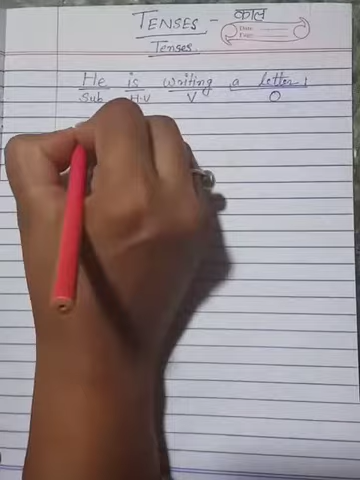 TENSES - काल
Date:
Page:
Tenses.
He is writing a letter.
Sub H.V V O